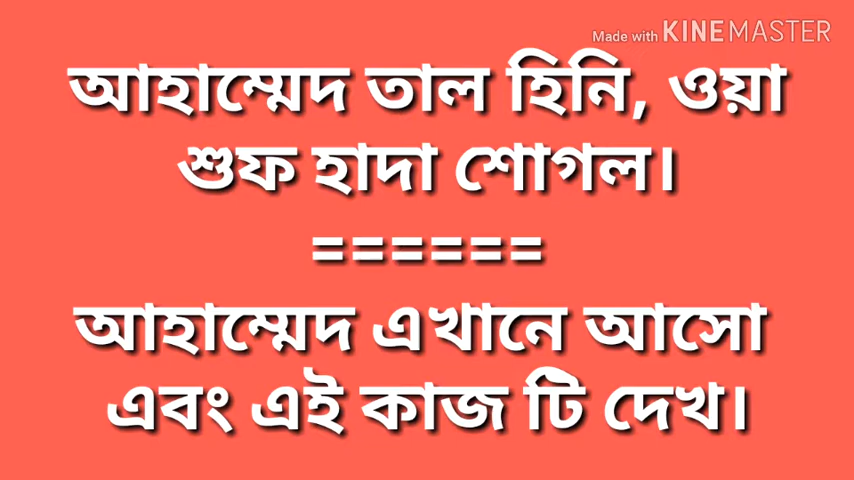 Made with KINEMASTER
আহাম্মেদ তাল হিনি, ওয়া
শুফ হাদা শোগল।
======
আহাম্মেদ এখানে আসো
এবং এই কাজ টি দেখ।